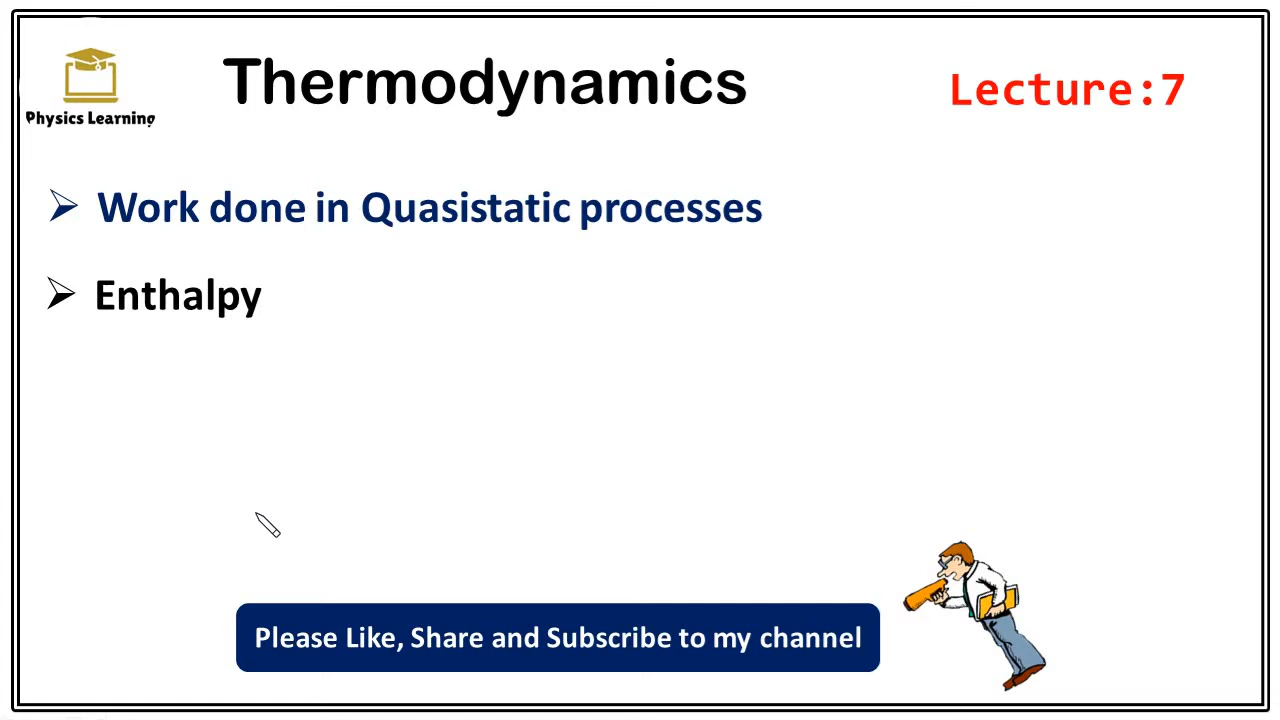 Thermodynamics
Lecture:7
Physics Learning
Work done in Quasistatic processes
Enthalpy
Please Like, Share and Subscribe to my channel